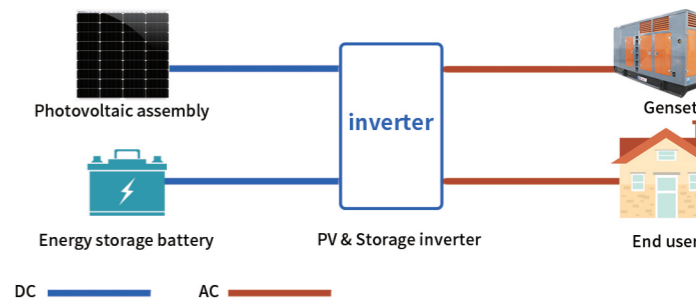 Photovoltaic assembly
inverter
Genset
Energy storage battery
PV & Storage inverter
End user
DC
AC